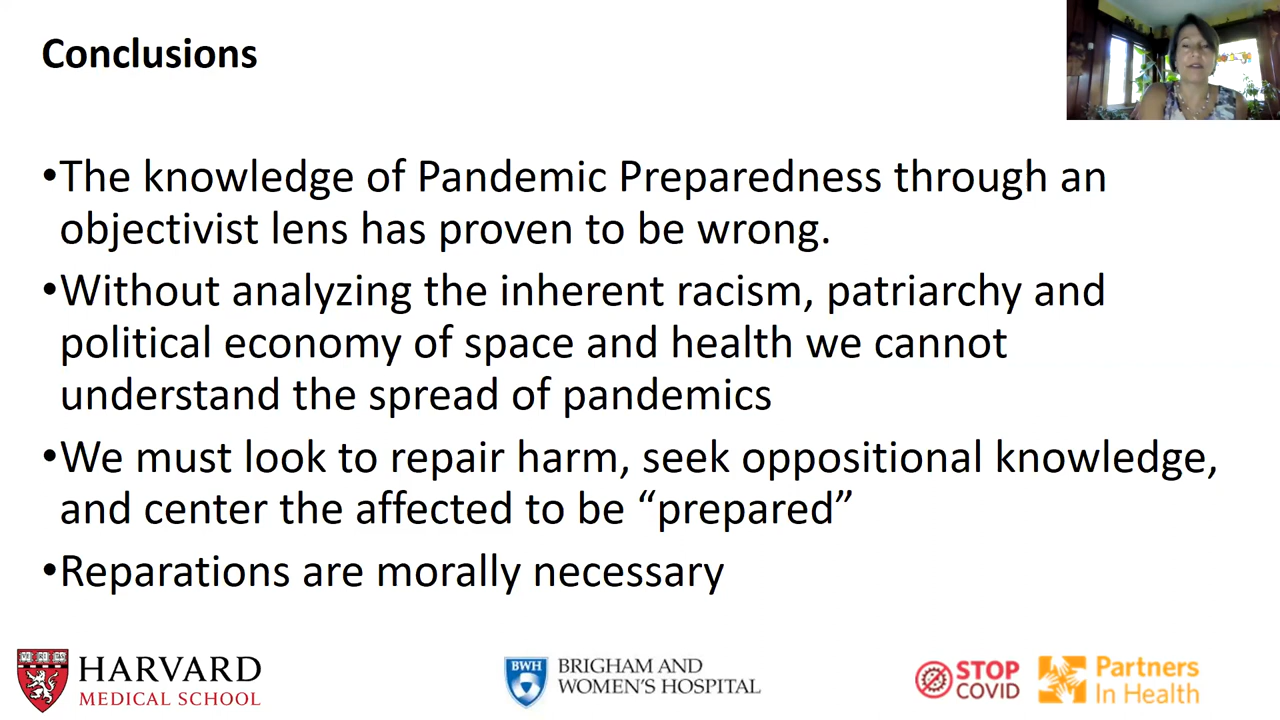 Conclusions
•The knowledge of Pandemic Preparedness through an
objectivist lens has proven to be wrong.
•Without analyzing the inherent racism, patriarchy and
political economy of space and health we cannot
understand the spread of pandemics
•We must look to repair harm, seek oppositional knowledge,
and center the affected to be “prepared”
•Reparations are morally necessary
HARVARD
MEDICAL SCHOOL
BWH
BRIGHAM AND
WOMEN'S HOSPITAL
STOP
COVID
Partners
In Health